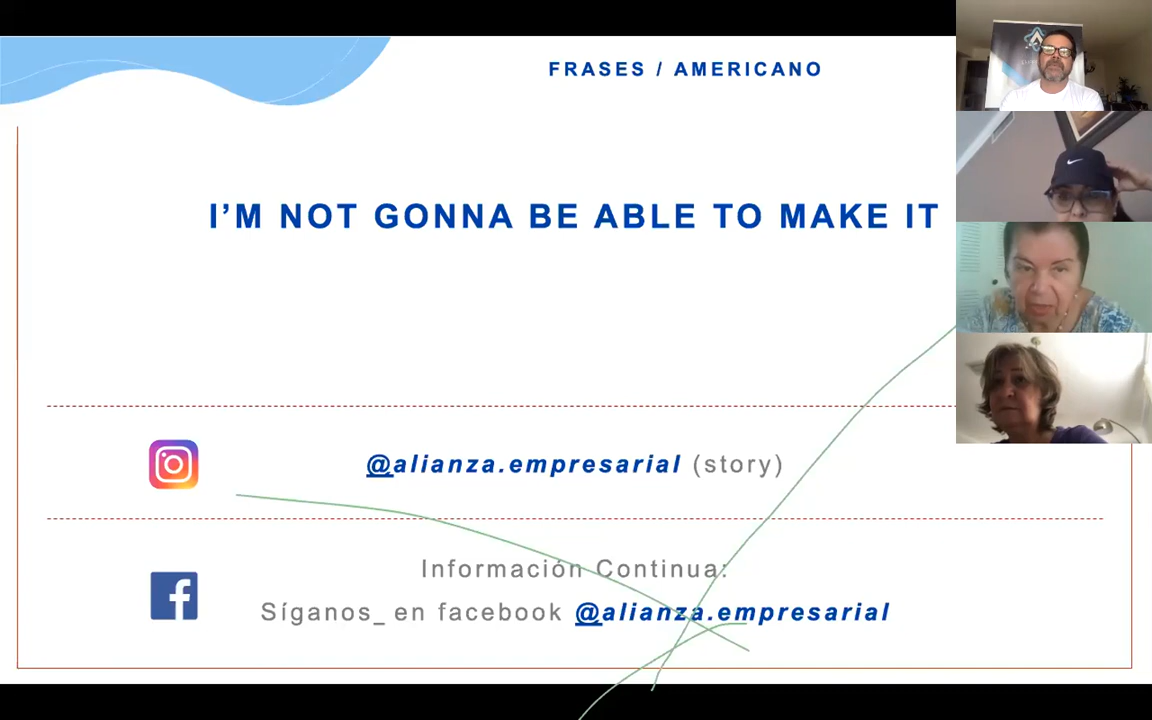 FRASES / AMERICANO
I'M NOT GONNA BE ABLE TO MAKE IT
@alianza.empresarial (story)
Información Continua:
Síganos_ en facebook @alianza.empresarial